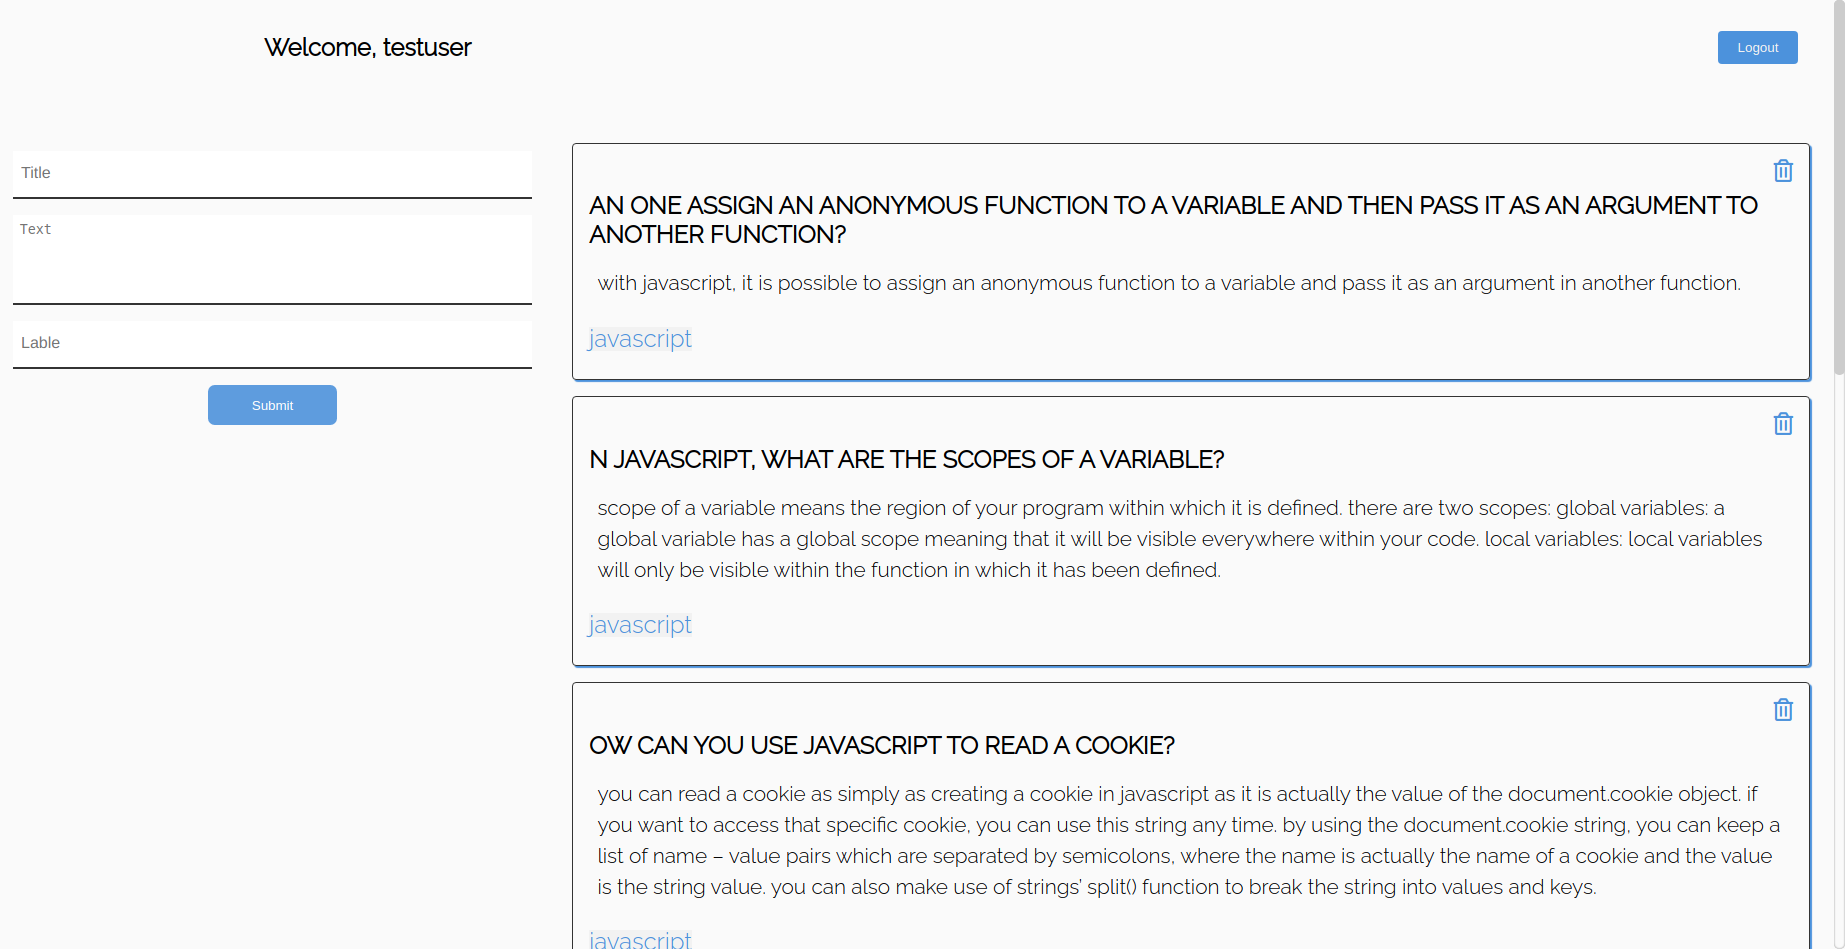 Welcome, testuser
Logout
Title
Text
Lable
Submit
AN ONE ASSIGN AN ANONYMOUS FUNCTION TO A VARIABLE AND THEN PASS IT AS AN ARGUMENT TO
ANOTHER FUNCTION?
with javascript, it is possible to assign an anonymous function to a variable and pass it as an argument in another function.
javascript
N JAVASCRIPT, WHAT ARE THE SCOPES OF A VARIABLE?
scope of a variable means the region of your program within which it is defined. there are two scopes: global variables: a
global variable has a global scope meaning that it will be visible everywhere within your code. local variables: local variables
will only be visible within the function in which it has been defined.
javascript
OW CAN YOU USE JAVASCRIPT TO READ A COOKIE?
you can read a cookie as simply as creating a cookie in javascript as it is actually the value of the document.cookie object. if
you want to access that specific cookie, you can use this string any time. by using the document.cookie string, you can keep a
list of name – value pairs which are separated by semicolons, where the name is actually the name of a cookie and the value
is the string value. you can also make use of strings’ split() function to break the string into values and keys.
javascript